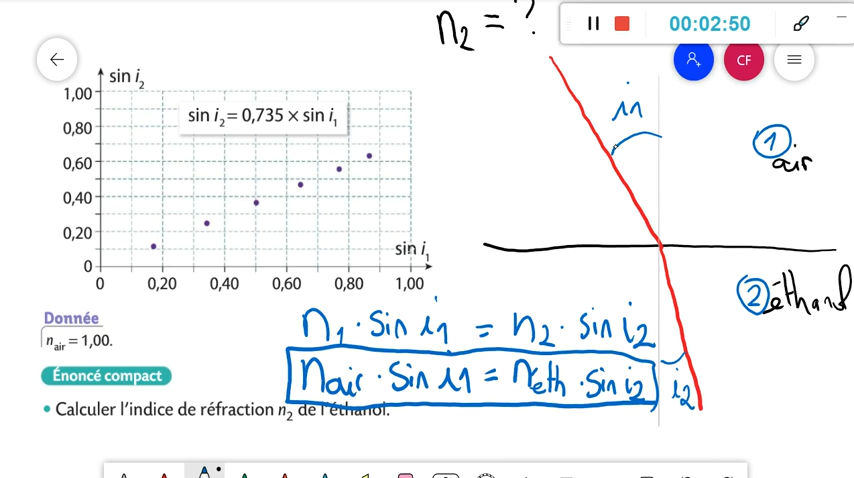 n2 = ?
00:02:50
CF
sin i2
1,00
0,80
0,60
0,40
0,20
0
sin i2 = 0,735 × sin i1
sin i1
0 0,20 0,40 0,60 0,80 1,00
i1
1
air
2 éthanol
i2
Donnée
nair = 1,00.
n1 · sin i1 = n2 · sin i2
nair · sin i1 = néth · sin i2
Énoncé compact
• Calculer l'indice de réfraction n2 de l'éthanol.